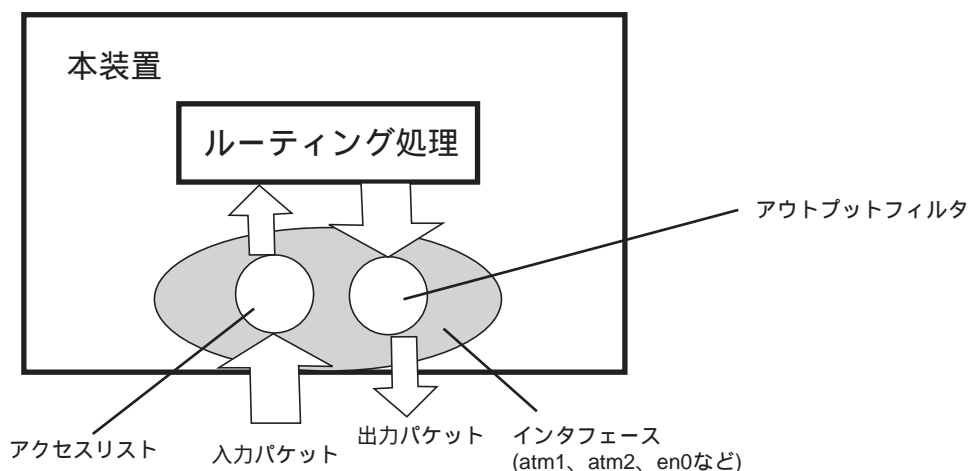 本装置
ルーティング処理
アウトプットフィルタ
アクセスリスト
入力パケット
出力パケット
インタフェース
(atm1、atm2、en0など)